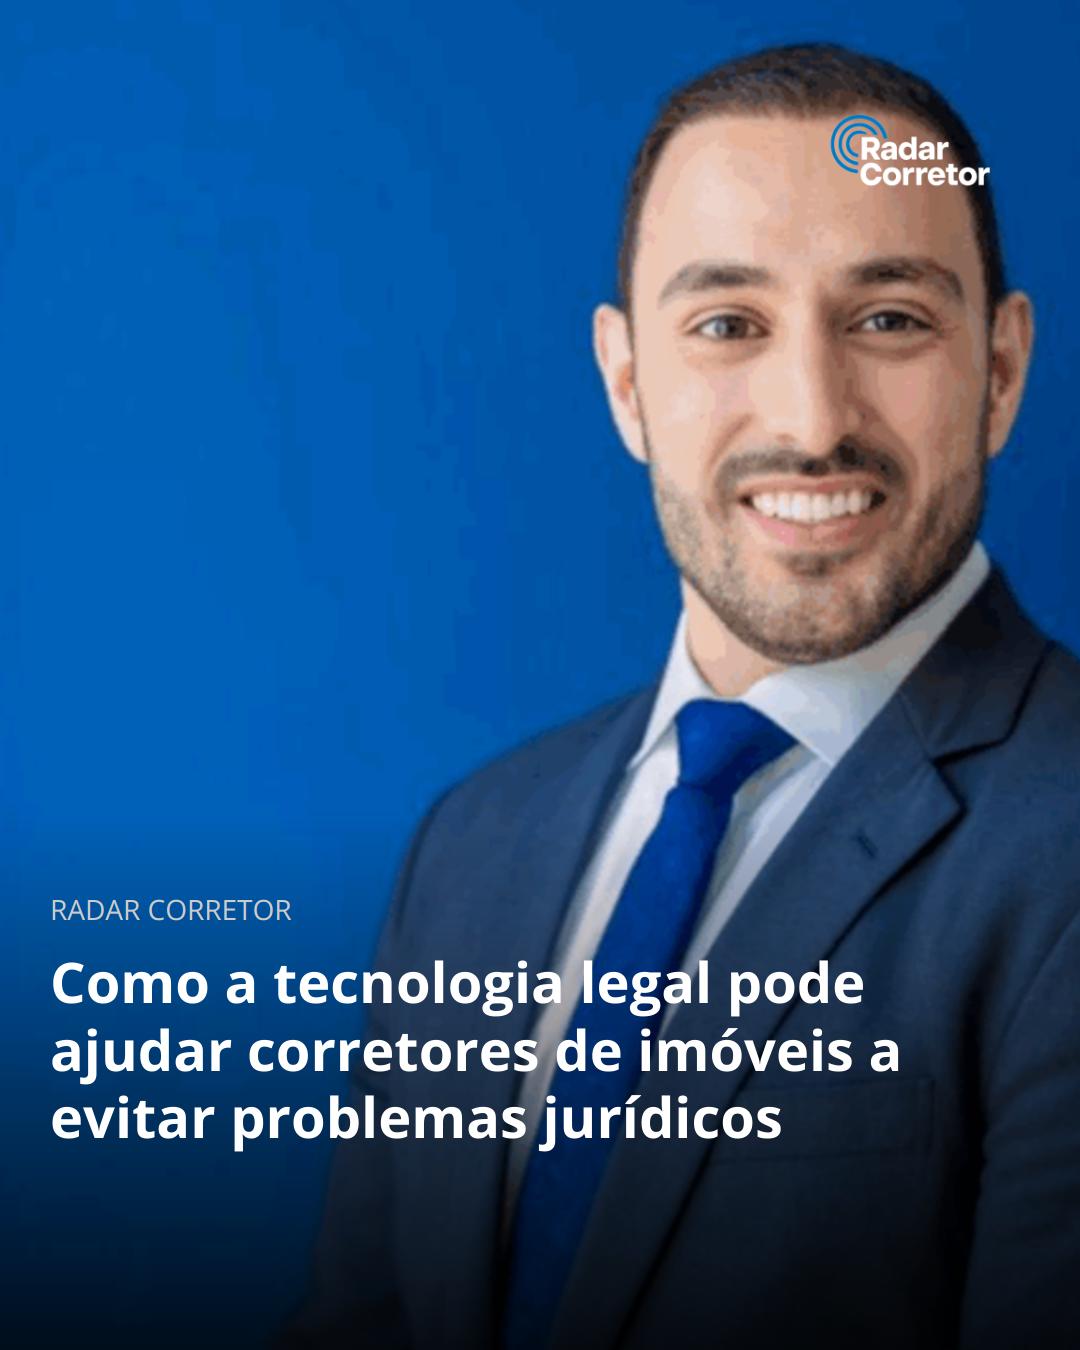 Radar
Corretor
RADAR CORRETOR
Como a tecnologia legal pode
ajudar corretores de imóveis a
evitar problemas jurídicos